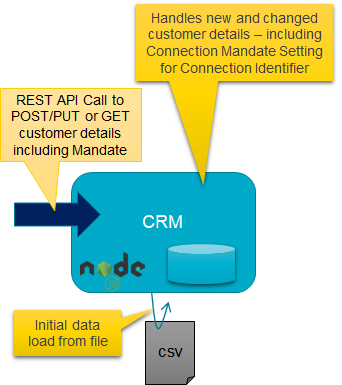 Handles new and changed
customer details – including
Connection Mandate Setting
for Connection Identifier
REST API Call to
POST/PUT or GET
customer details
including Mandate
CRM
node
Initial data
load from file
CSV